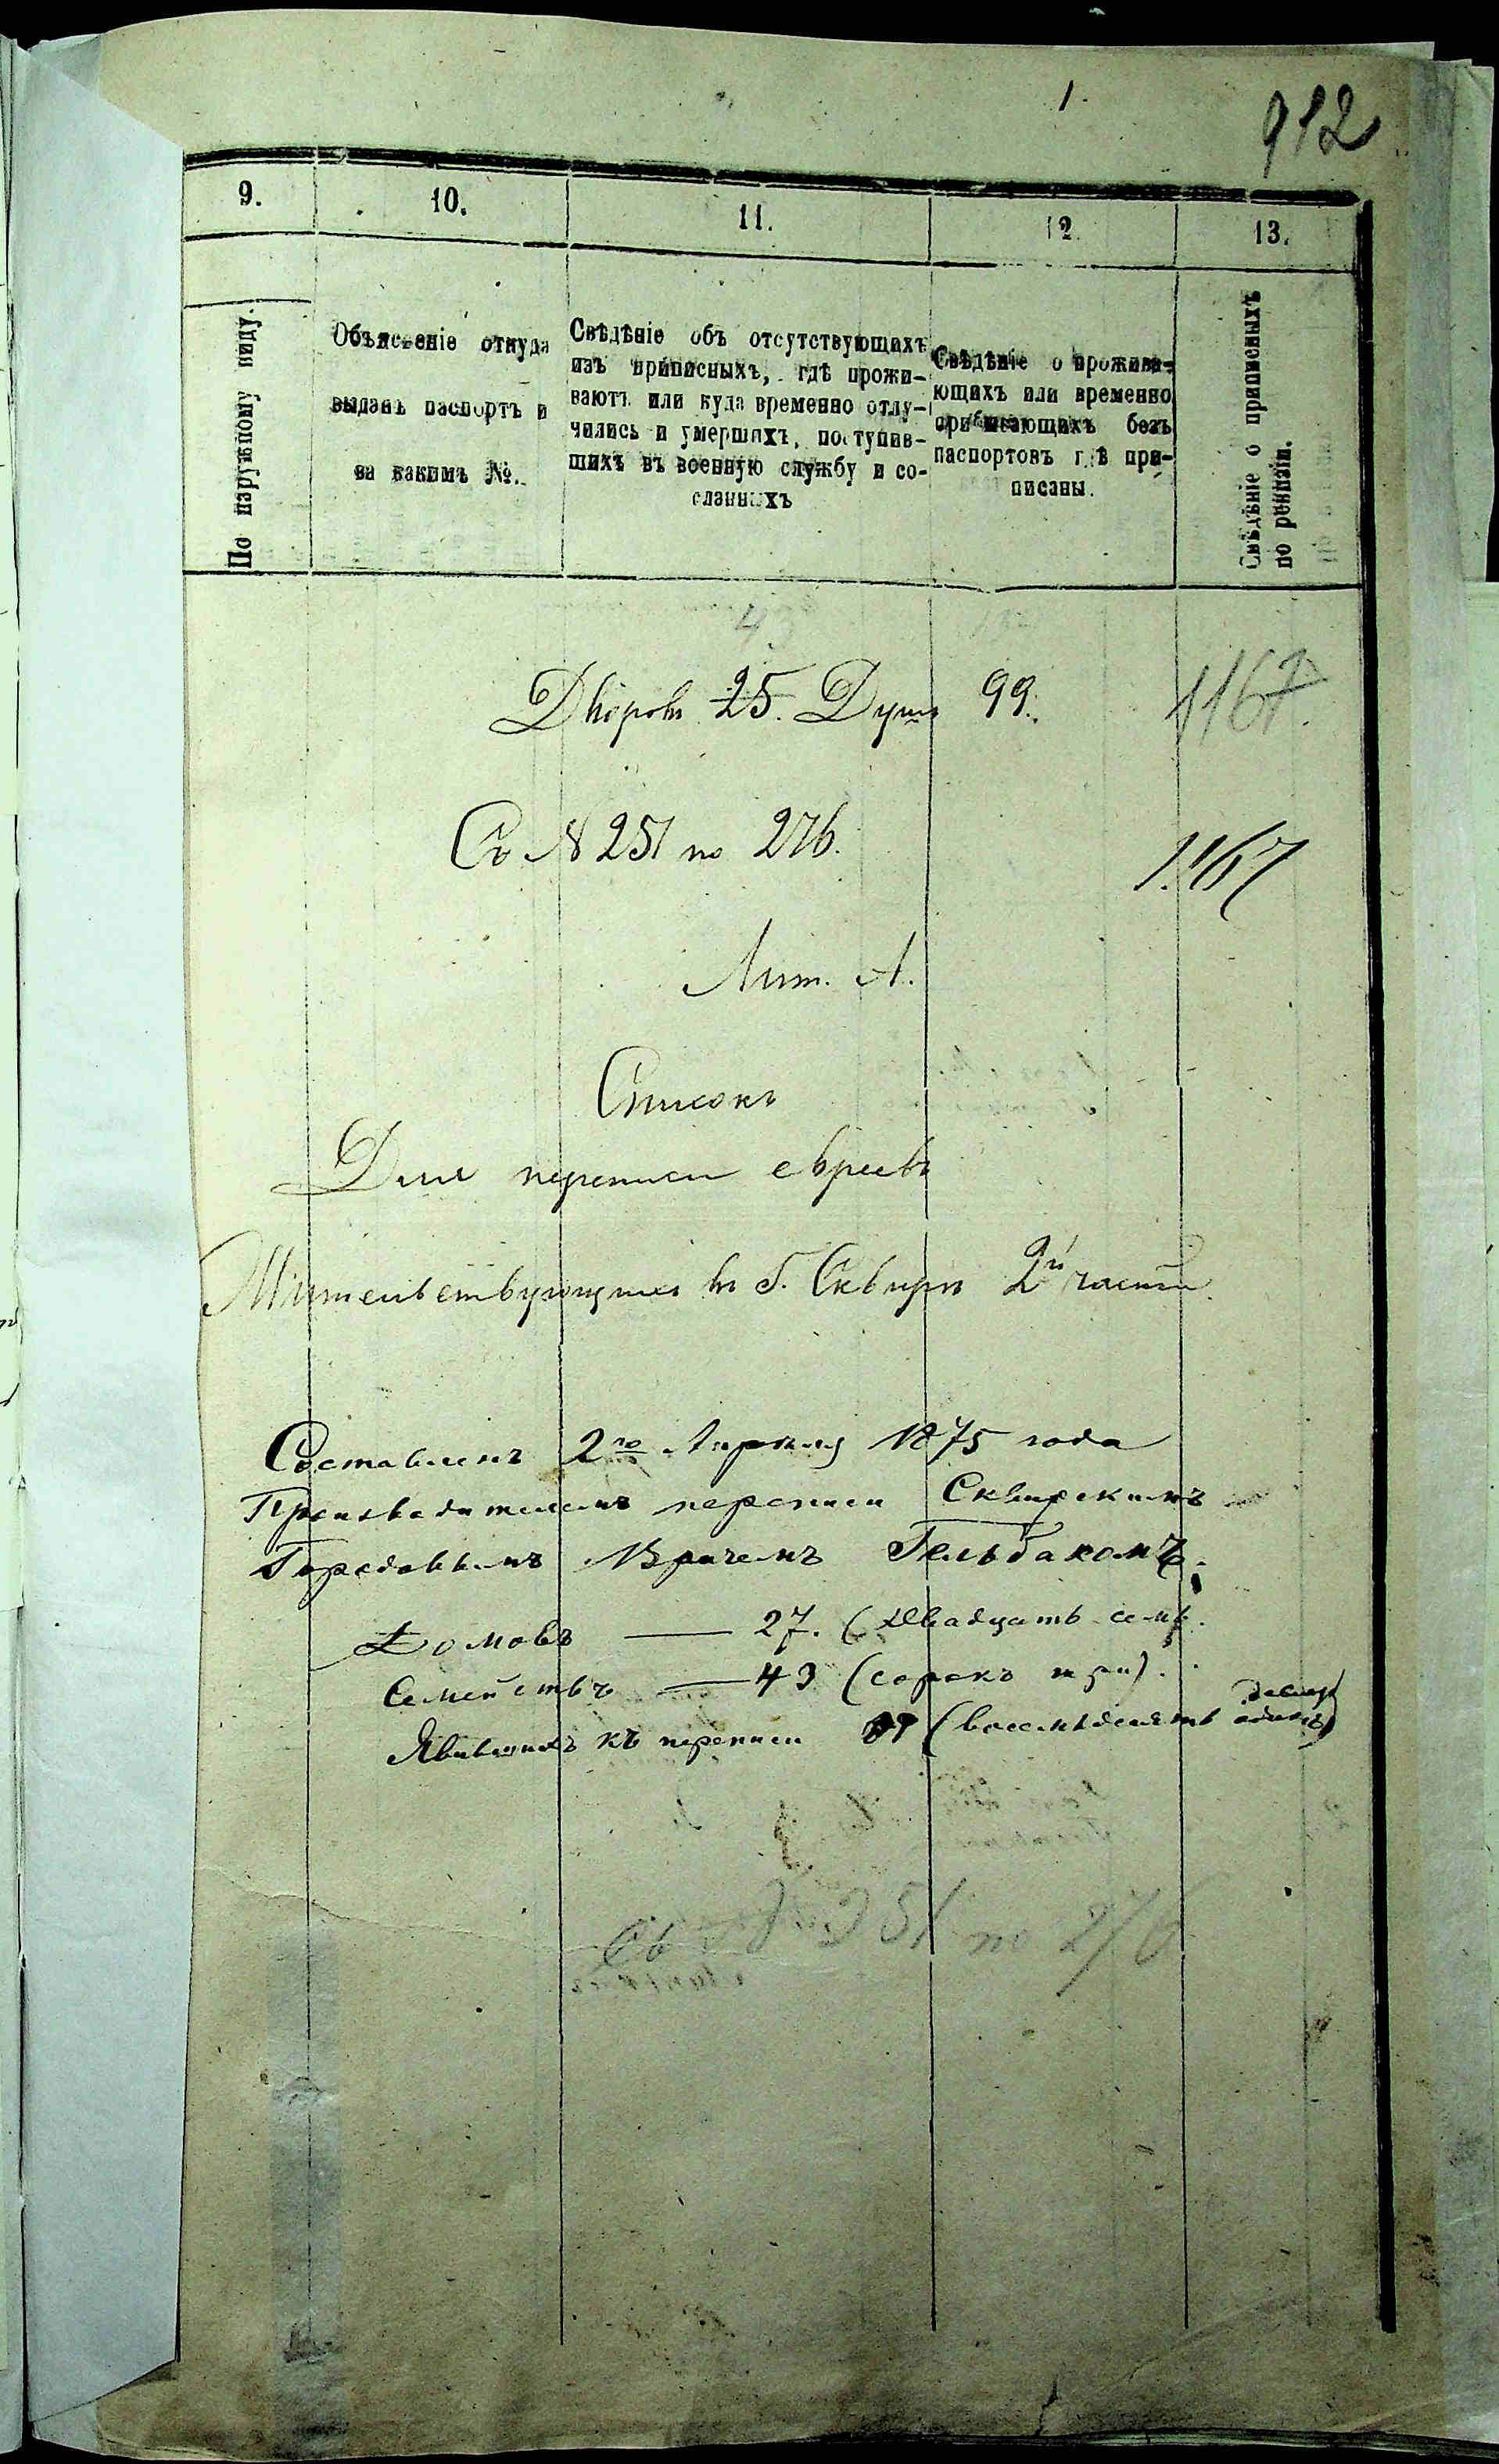 1.
912
9.
10.
11.
12.
13.
По наружному виду.
Объясненіе откуда
выданъ паспортъ и
за какимъ №.
Свѣдѣніе объ отсутствующихъ
изъ приписныхъ, гдѣ прожи-
ваютъ или куда временно отлу-
чились и умершихъ, поступив-
шихъ въ военную службу и со-
сланныхъ
Свѣдѣніе о прожива-
ющихъ или временно
пребывающихъ безъ
паспортовъ гдѣ при-
писаны.
Свѣдѣніе о приписныхъ
по ревизіи.
Дворовъ 25. Душъ 99.
1167.
Съ № 251 по 276.
1167
Лит. А.
Списокъ
Для переписи евреевъ
Жительствующихъ въ г. Сквирѣ 2й части.
Составленъ 2го Апрѣля 1875 года
Производителемъ переписи Сквирскимъ
Городовымъ Врачемъ Гельбакомъ.
Домовъ — 27. (двадцать семь.
Семействъ — 43 (сорокъ три).
Явившихъ къ переписи (восемьдесятъ
251 по 276